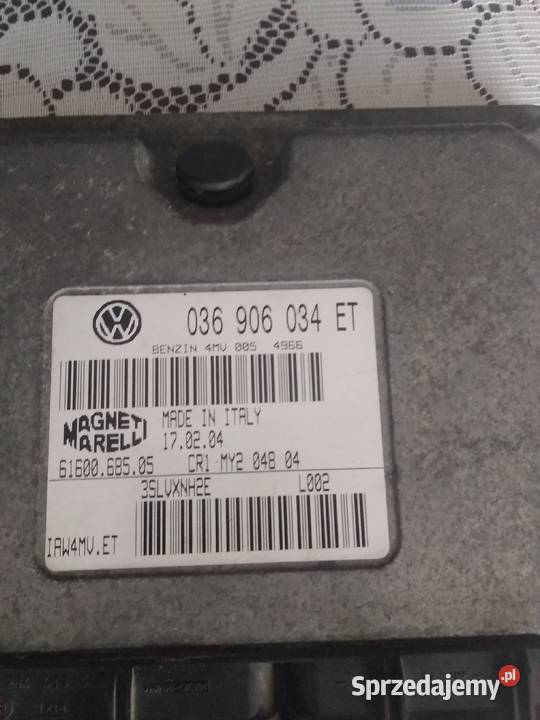 036 906 034 ET
BENZIN 4MV 005 4966
MAGNETI MARELLI
MADE IN ITALY
17.02.04
61600.685.05 CR1-MY2 048 04
3SLVXNH2E L002
IAW4MV.ET
Sprzedajemy.pl